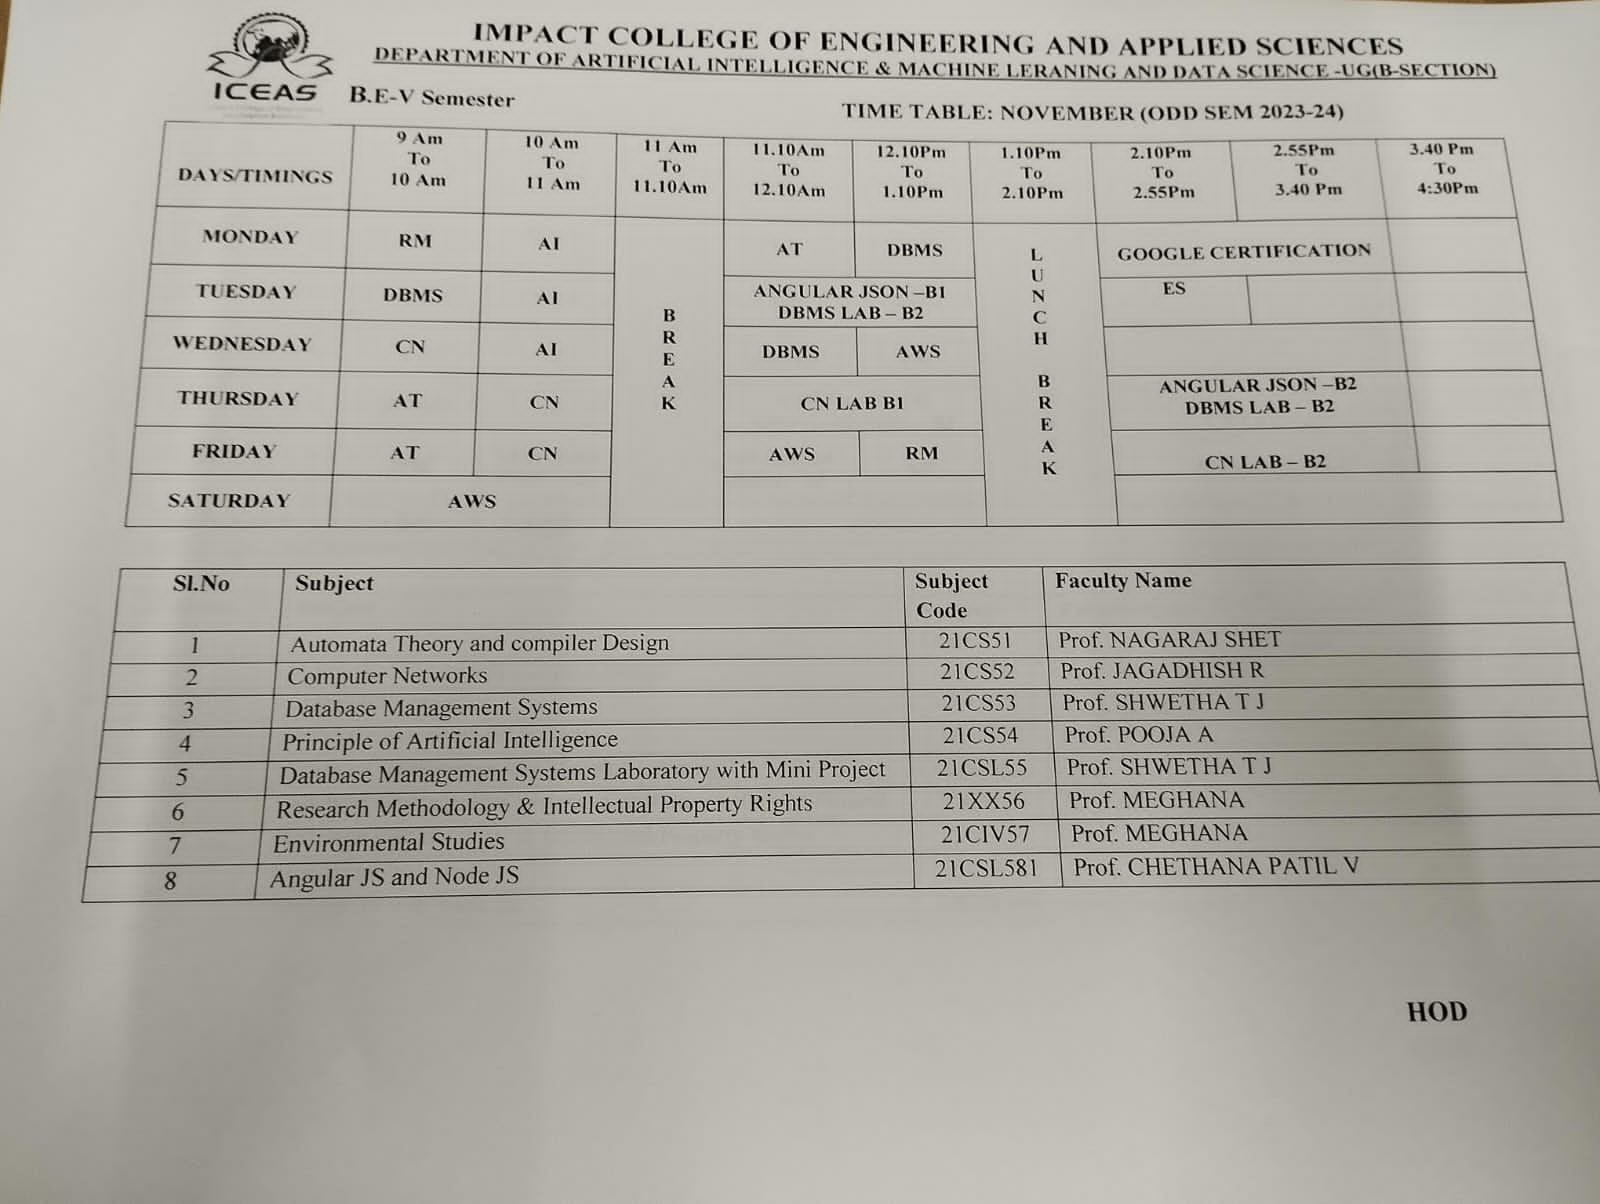 IMPACT COLLEGE OF ENGINEERING AND APPLIED SCIENCES
DEPARTMENT OF ARTIFICIAL INTELLIGENCE & MACHINE LERANING AND DATA SCIENCE -UG(B-SECTION)
ICEAS
B.E-V Semester
TIME TABLE: NOVEMBER (ODD SEM 2023-24)
DAYS/TIMINGS 9 Am To 10 Am 10 Am To 11 Am 11 Am To 11.10Am 11.10Am To 12.10Am 12.10Pm To 1.10Pm 1.10Pm To 2.10Pm 2.10Pm To 2.55Pm 2.55Pm To 3.40 Pm 3.40 Pm To 4:30Pm
MONDAY RM AI BREAK AT DBMS LUNCH BREAK GOOGLE CERTIFICATION
TUESDAY DBMS AI ANGULAR JSON –B1 DBMS LAB – B2 ES
WEDNESDAY CN AI DBMS AWS
THURSDAY AT CN CN LAB B1 ANGULAR JSON –B2 DBMS LAB – B2
FRIDAY AT CN AWS RM CN LAB – B2
SATURDAY AWS
Sl.No Subject Subject Code Faculty Name
1 Automata Theory and compiler Design 21CS51 Prof. NAGARAJ SHET
2 Computer Networks 21CS52 Prof. JAGADHISH R
3 Database Management Systems 21CS53 Prof. SHWETHA T J
4 Principle of Artificial Intelligence 21CS54 Prof. POOJA A
5 Database Management Systems Laboratory with Mini Project 21CSL55 Prof. SHWETHA T J
6 Research Methodology & Intellectual Property Rights 21XX56 Prof. MEGHANA
7 Environmental Studies 21CIV57 Prof. MEGHANA
8 Angular JS and Node JS 21CSL581 Prof. CHETHANA PATIL V
HOD